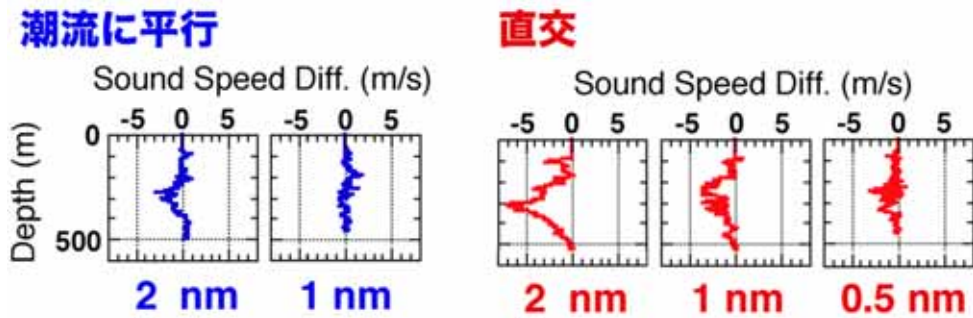 潮流に平行
Sound Speed Diff. (m/s)
-5 0 5 -5 0 5
0
500
Depth (m)
2 nm 1 nm
直交
Sound Speed Diff. (m/s)
-5 0 5 -5 0 5 -5 0 5
2 nm 1 nm 0.5 nm